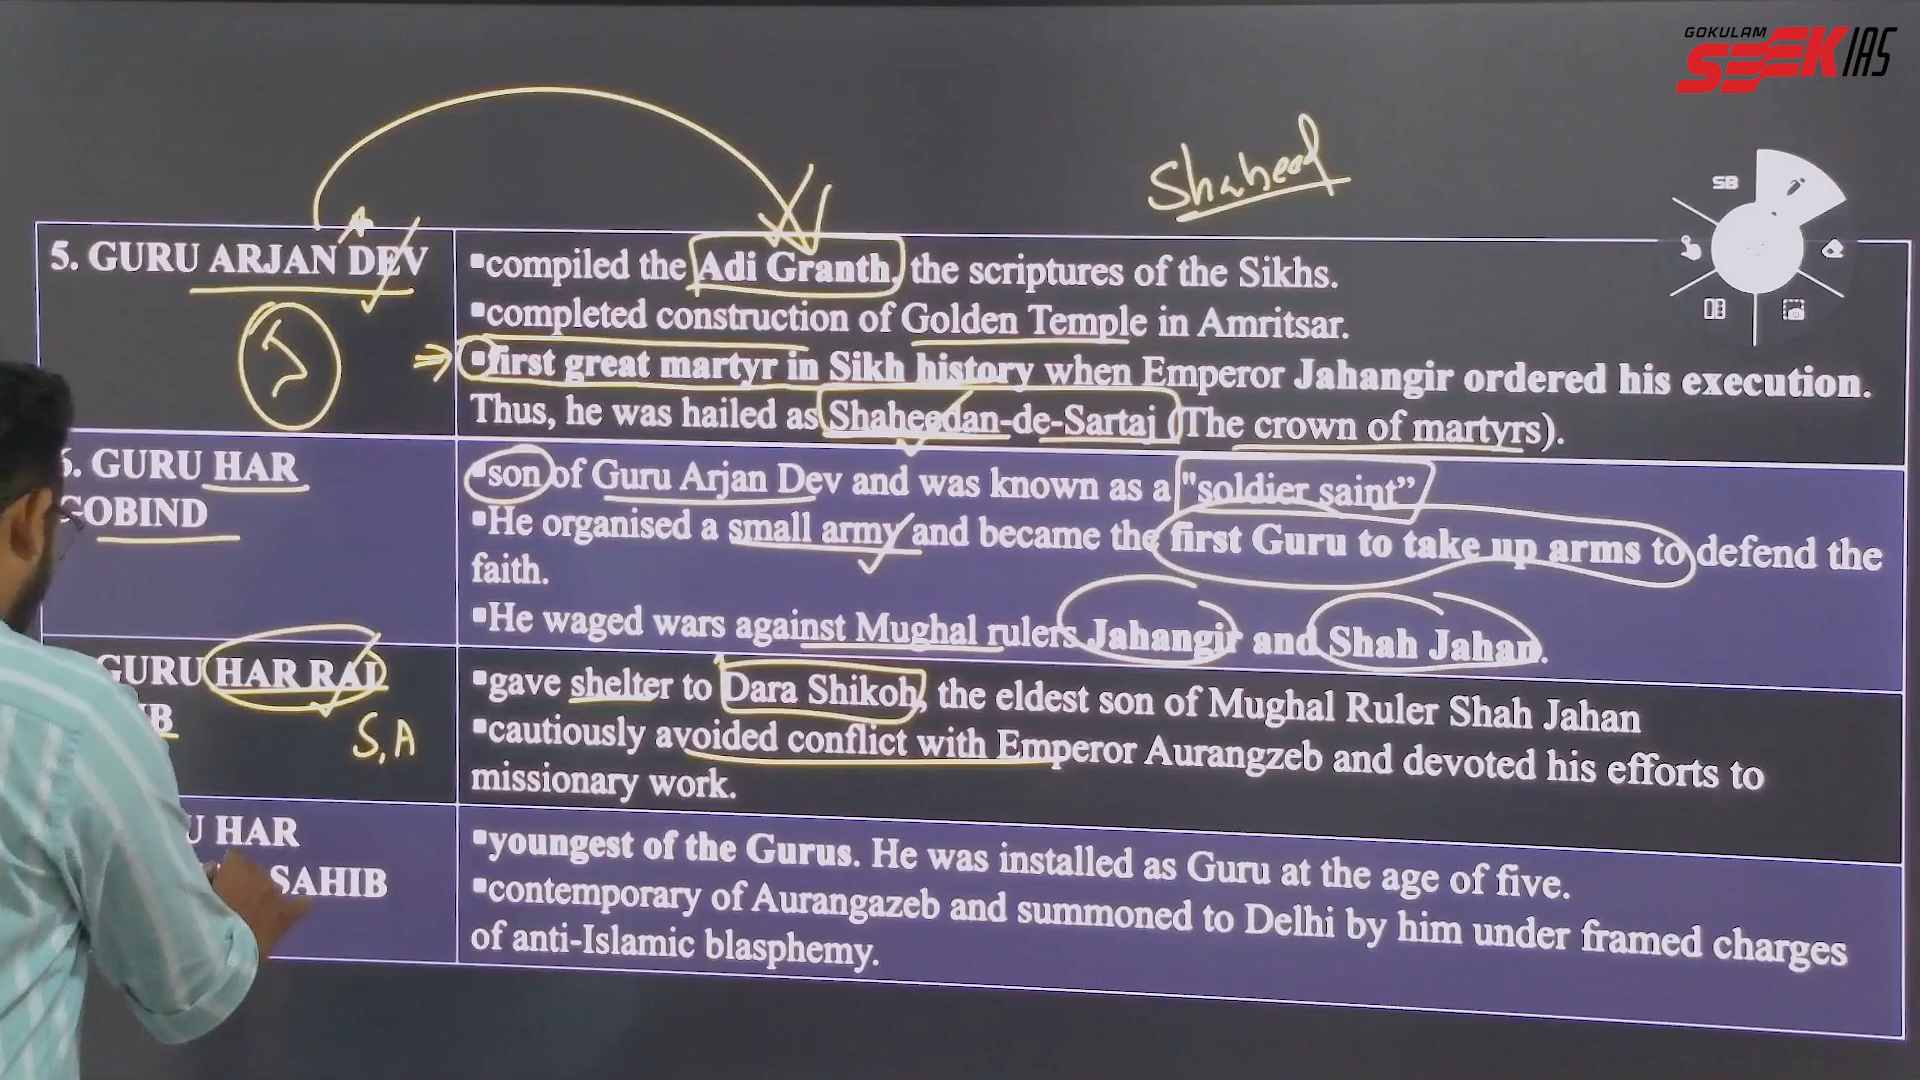 GOKULAM
SEEK IAS
Shaheed
SB
5. GURU ARJAN DEV
5
▪compiled the Adi Granth, the scriptures of the Sikhs.
▪completed construction of Golden Temple in Amritsar.
▪first great martyr in Sikh history when Emperor Jahangir ordered his execution.
Thus, he was hailed as Shaheedan-de-Sartaj (The crown of martyrs).
6. GURU HAR
GOBIND
▪son of Guru Arjan Dev and was known as a "soldier saint”
▪He organised a small army and became the first Guru to take up arms to defend the
faith.
▪He waged wars against Mughal rulers Jahangir and Shah Jahan.
GURU HAR RAI
IB
S, A
▪gave shelter to Dara Shikoh, the eldest son of Mughal Ruler Shah Jahan
▪cautiously avoided conflict with Emperor Aurangzeb and devoted his efforts to
missionary work.
U HAR
SAHIB
▪youngest of the Gurus. He was installed as Guru at the age of five.
▪contemporary of Aurangazeb and summoned to Delhi by him under framed charges
of anti-Islamic blasphemy.